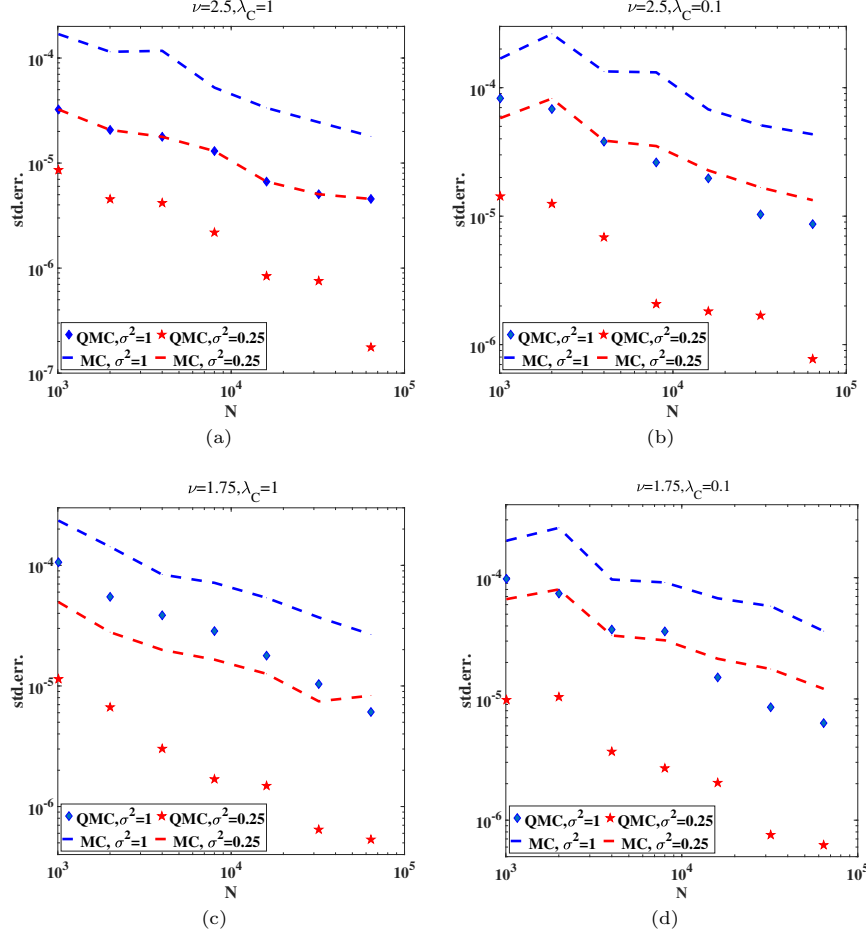 ν=2.5,λ_C=1
10^-4
10^-5
10^-6
10^-7
std.err.
QMC,σ^2=1 QMC,σ^2=0.25
MC, σ^2=1 MC, σ^2=0.25
10^3 10^4 10^5
N
(a)
ν=2.5,λ_C=0.1
10^-4
10^-5
10^-6
std.err.
QMC,σ^2=1 QMC,σ^2=0.25
MC, σ^2=1 MC, σ^2=0.25
10^3 10^4 10^5
N
(b)
ν=1.75,λ_C=1
10^-4
10^-5
10^-6
std.err.
QMC,σ^2=1 QMC,σ^2=0.25
MC, σ^2=1 MC, σ^2=0.25
10^3 10^4 10^5
N
(c)
ν=1.75,λ_C=0.1
10^-4
10^-5
10^-6
std.err.
QMC,σ^2=1 QMC,σ^2=0.25
MC, σ^2=1 MC, σ^2=0.25
10^3 10^4 10^5
N
(d)